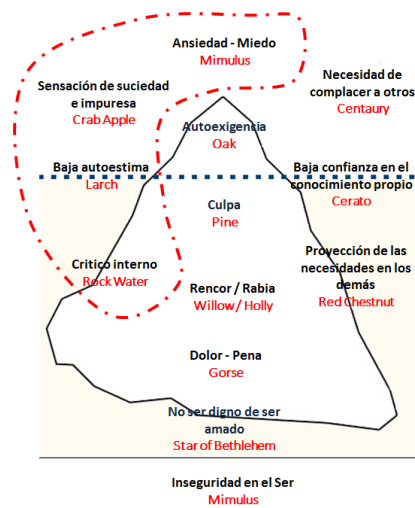 Ansiedad - Miedo
Mimulus
Sensación de suciedad
e impuresa
Crab Apple
Necesidad de
complacer a otros
Centaury
Autoexigencia
Oak
Baja autoestima
Larch
Baja confianza en el
conocimiento propio
Cerato
Culpa
Pine
Critico interno
Rock Water
Proyección de las
necesidades en los
demás
Red Chestnut
Rencor / Rabia
Willow / Holly
Dolor - Pena
Gorse
No ser digno de ser
amado
Star of Bethlehem
Inseguridad en el Ser
Mimulus